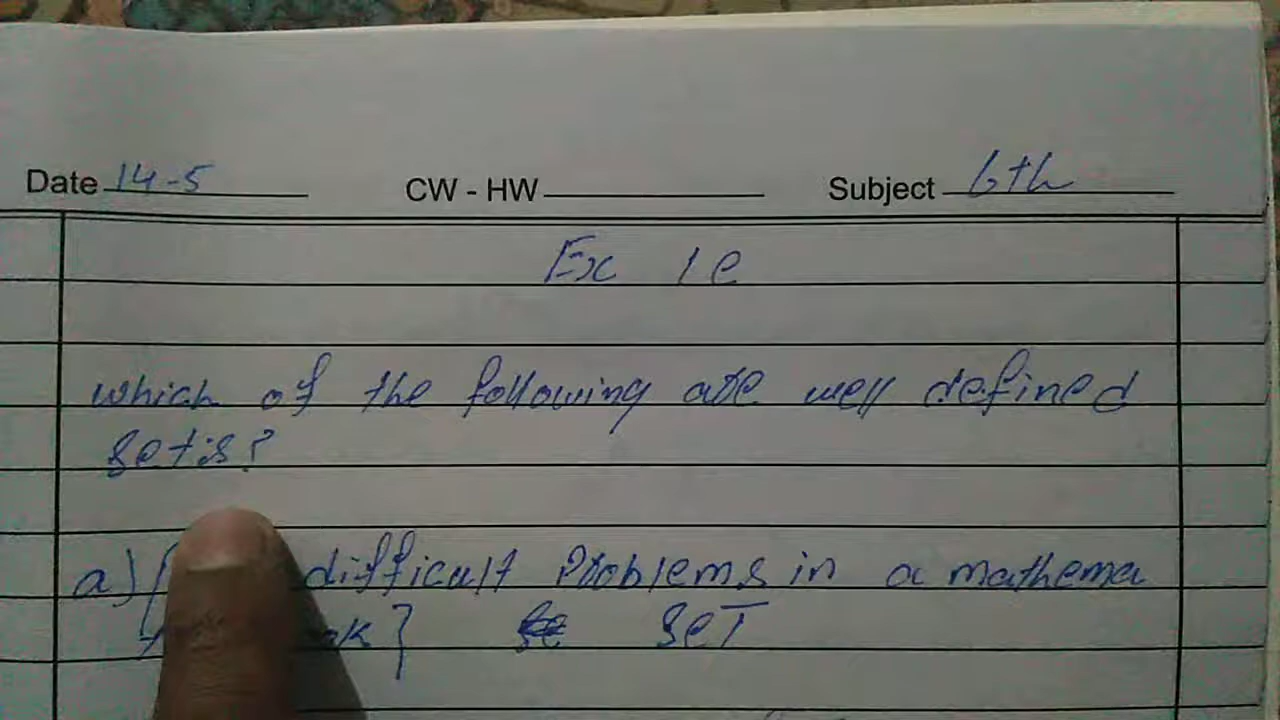 Date 14-5 CW - HW Subject 6th
Ex 1e
which of the following are well defined
sets?
a) { difficult Problems in a mathema
ok} SeT